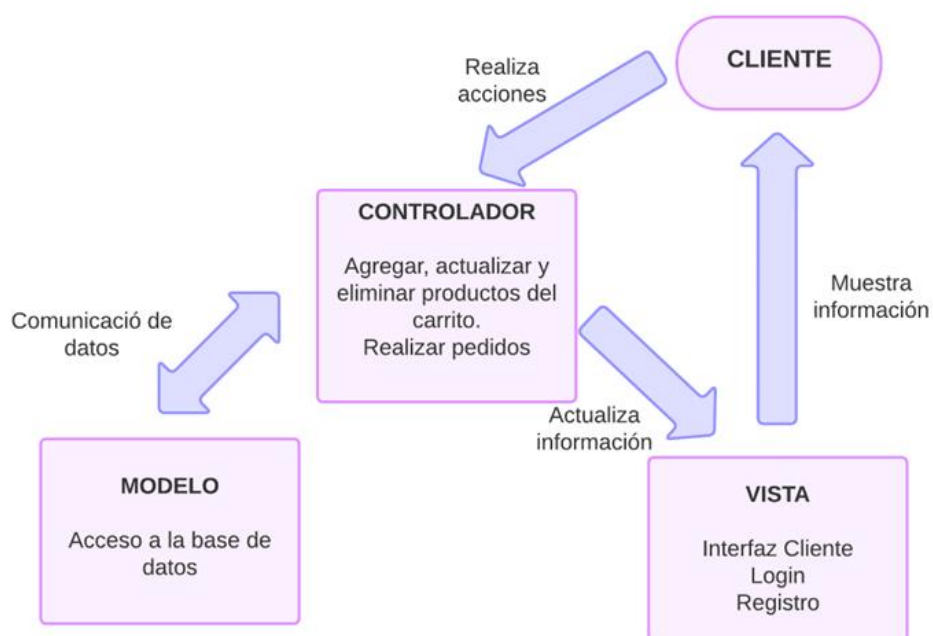 CLIENTE
Realiza
acciones
CONTROLADOR
Agregar, actualizar y
eliminar productos del
carrito.
Realizar pedidos
Muestra
información
Comunicació de
datos
Actualiza
información
MODELO
Acceso a la base de
datos
VISTA
Interfaz Cliente
Login
Registro